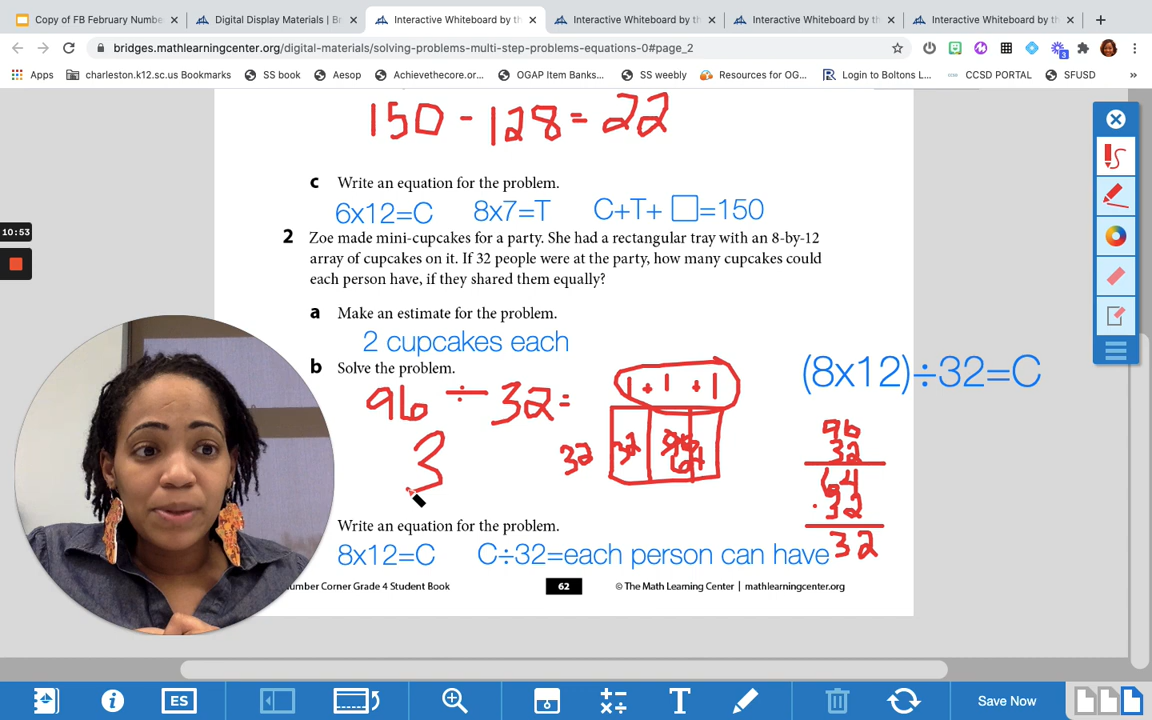 Copy of FB February Numbe
Digital Display Materials | Br
Interactive Whiteboard by th
Interactive Whiteboard by th
Interactive Whiteboard by th
Interactive Whiteboard by th
bridges.mathlearningcenter.org/digital-materials/solving-problems-multi-step-problems-equations-0#page_2
3
Apps
charleston.k12.sc.us Bookmarks
SS book
Aesop
Achievethecore.or...
OGAP Item Banks...
SS weekly
Resources for OG...
Login to Boltons L...
CCSD PORTAL
SFUSD
»
150 - 128 = 22
c Write an equation for the problem.
6x12=C 8x7=T C+T+ □=150
10:53
2 Zoe made mini-cupcakes for a party. She had a rectangular tray with an 8-by-12
array of cupcakes on it. If 32 people were at the party, how many cupcakes could
each person have, if they shared them equally?
a Make an estimate for the problem.
2 cupcakes each
b Solve the problem.
(8x12)÷32=C
96 ÷ 32 =
3
1 + 1 + 1
32
32
96
32
64
32
32
Write an equation for the problem.
8x12=C C÷32=each person can have
umber Corner Grade 4 Student Book
62
© The Math Learning Center | mathlearningcenter.org
ES
Save Now